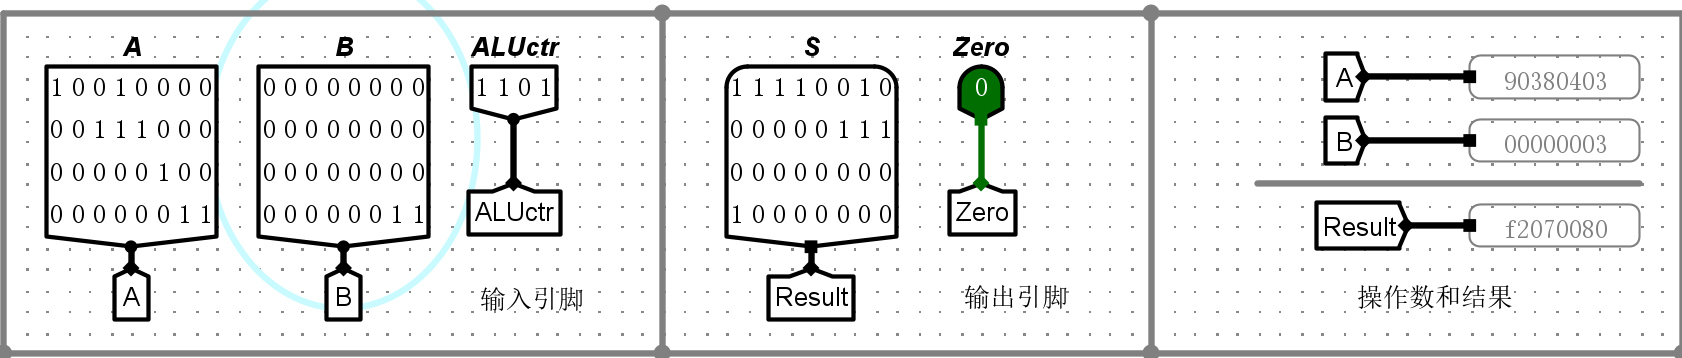 A
1 0 0 1 0 0 0 0
0 0 1 1 1 0 0 0
0 0 0 0 0 1 0 0
0 0 0 0 0 0 1 1
A
B
0 0 0 0 0 0 0 0
0 0 0 0 0 0 0 0
0 0 0 0 0 0 0 0
0 0 0 0 0 0 1 1
B
ALUctr
1 1 0 1
ALUctr
输入引脚
S
1 1 1 1 0 0 1 0
0 0 0 0 0 1 1 1
0 0 0 0 0 0 0 0
1 0 0 0 0 0 0 0
Result
Zero
0
Zero
输出引脚
A 90380403
B 00000003
Result f2070080
操作数和结果